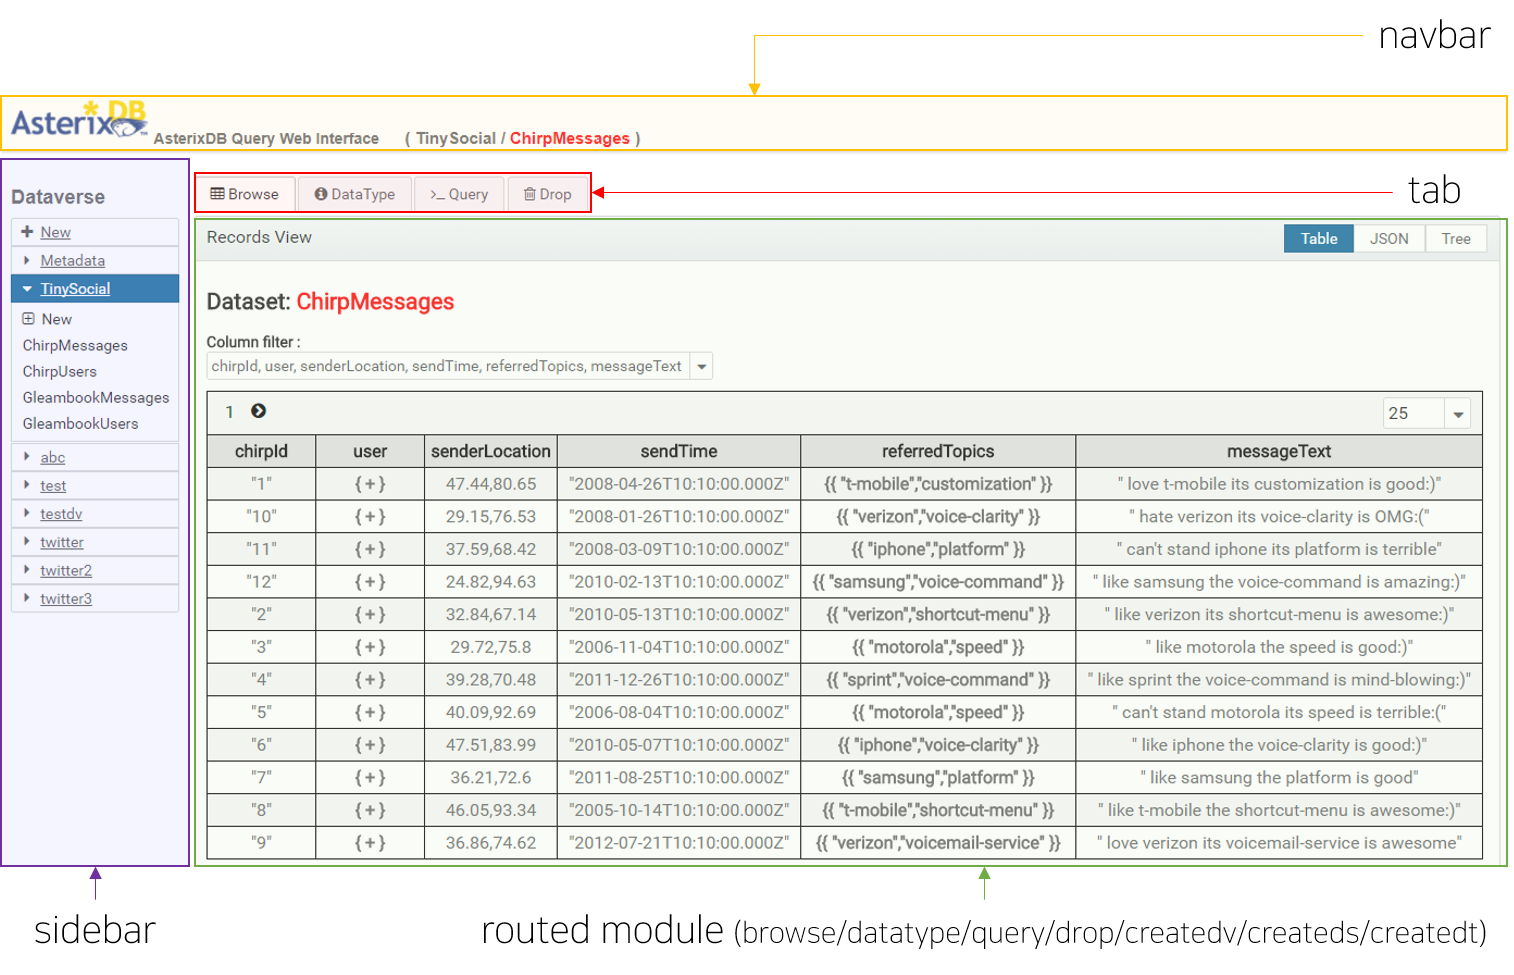 navbar
AsterixDB
AsterixDB Query Web Interface ( TinySocial / ChirpMessages )
tab
Dataverse
New
Metadata
TinySocial
New
ChirpMessages
ChirpUsers
GleambookMessages
GleambookUsers
abc
test
testdv
twitter
twitter2
twitter3
Browse DataType >_ Query Drop
Records View Table JSON Tree
Dataset: ChirpMessages
Column filter :
chirpId, user, senderLocation, sendTime, referredTopics, messageText
1 25
chirpId user senderLocation sendTime referredTopics messageText
"1" {+} 47.44,80.65 "2008-04-26T10:10:00.000Z" {{ "t-mobile","customization" }} " love t-mobile its customization is good:)"
"10" {+} 29.15,76.53 "2008-01-26T10:10:00.000Z" {{ "verizon","voice-clarity" }} " hate verizon its voice-clarity is OMG:("
"11" {+} 37.59,68.42 "2008-03-09T10:10:00.000Z" {{ "iphone","platform" }} " can't stand iphone its platform is terrible"
"12" {+} 24.82,94.63 "2010-02-13T10:10:00.000Z" {{ "samsung","voice-command" }} " like samsung the voice-command is amazing:)"
"2" {+} 32.84,67.14 "2010-05-13T10:10:00.000Z" {{ "verizon","shortcut-menu" }} " like verizon its shortcut-menu is awesome:)"
"3" {+} 29.72,75.8 "2006-11-04T10:10:00.000Z" {{ "motorola","speed" }} " like motorola the speed is good:)"
"4" {+} 39.28,70.48 "2011-12-26T10:10:00.000Z" {{ "sprint","voice-command" }} " like sprint the voice-command is mind-blowing:)"
"5" {+} 40.09,92.69 "2006-08-04T10:10:00.000Z" {{ "motorola","speed" }} " can't stand motorola its speed is terrible:("
"6" {+} 47.51,83.99 "2010-05-07T10:10:00.000Z" {{ "iphone","voice-clarity" }} " like iphone the voice-clarity is good:)"
"7" {+} 36.21,72.6 "2011-08-25T10:10:00.000Z" {{ "samsung","platform" }} " like samsung the platform is good"
"8" {+} 46.05,93.34 "2005-10-14T10:10:00.000Z" {{ "t-mobile","shortcut-menu" }} " like t-mobile the shortcut-menu is awesome:)"
"9" {+} 36.86,74.62 "2012-07-21T10:10:00.000Z" {{ "verizon","voicemail-service" }} " love verizon its voicemail-service is awesome"
sidebar
routed module (browse/datatype/query/drop/createdv/createds/createdt)